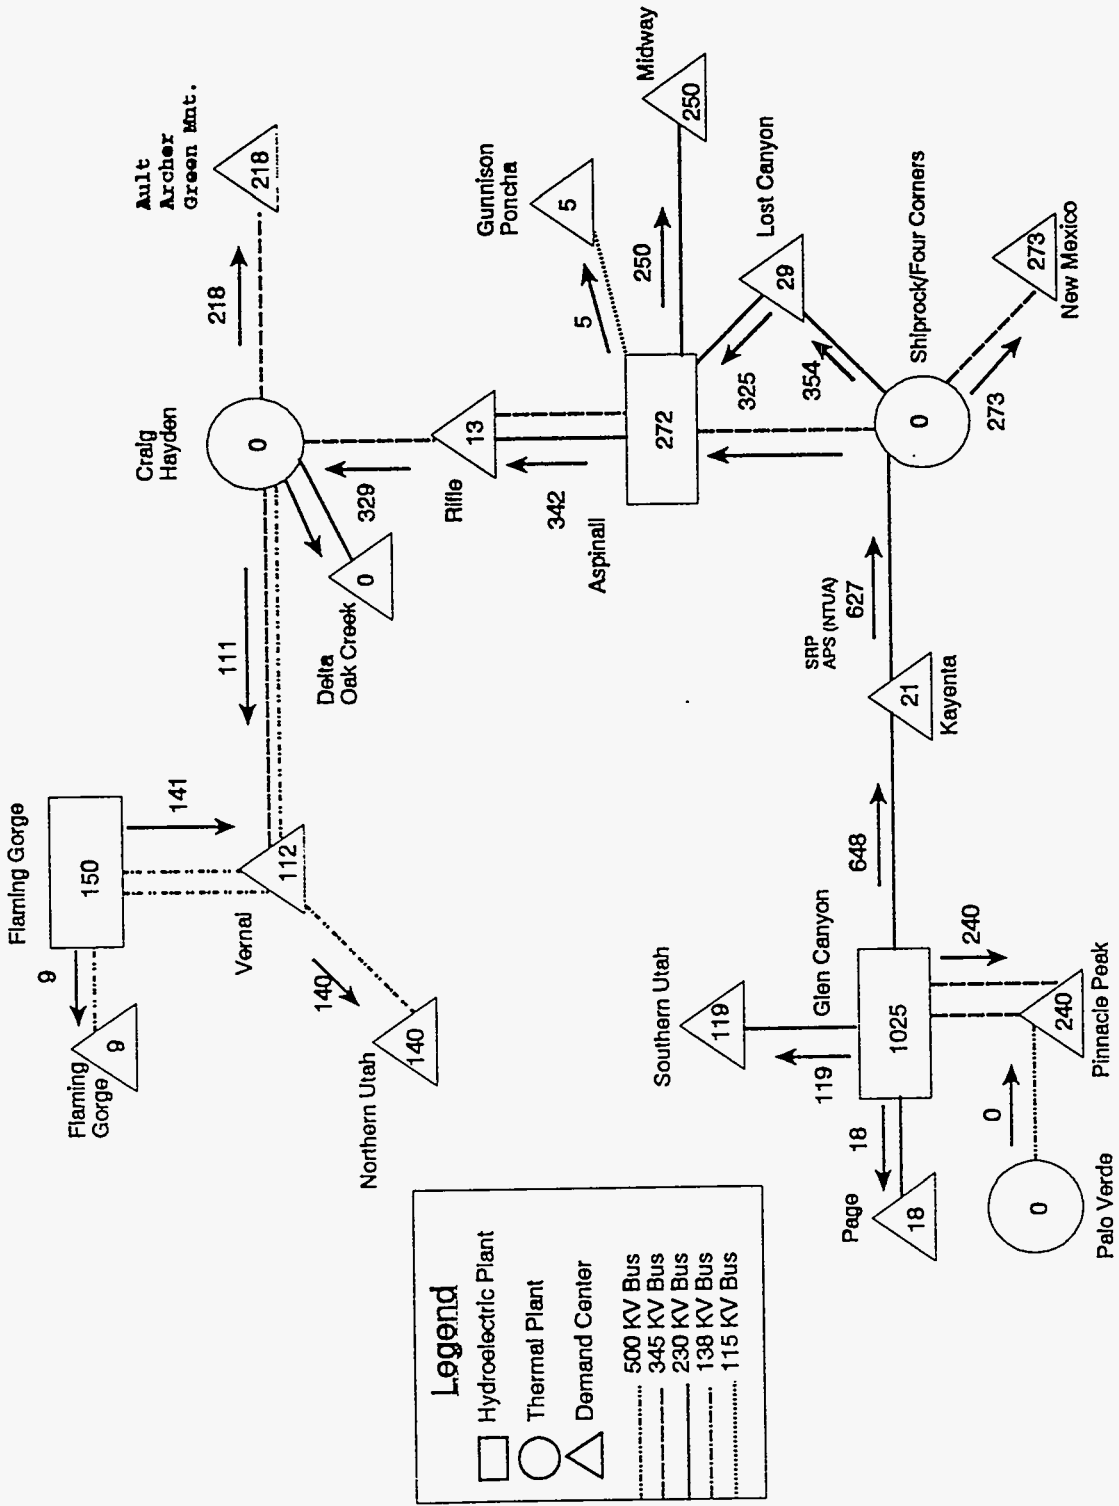 Flaming Gorge
150
9
9
Flaming
Gorge
141
Vernal
112
140
Northern Utah
140
111
Craig
Hayden
0
218
Ault
Archer
Green Mnt.
218
Delta
Oak Creek
0
329
Rifle
13
342
Aspinall
272
5
Gunnison
Poncha
5
250
Midway
250
325
Lost Canyon
29
354
Shiprock/Four Corners
0
273
273
New Mexico
SRP
APS (NTUA)
627
Kayenta
21
648
Glen Canyon
1025
Southern Utah
119
119
18
Page
18
240
240
Pinnacle Peak
0
0
Palo Verde
Legend
Hydroelectric Plant
Thermal Plant
Demand Center
500 KV Bus
345 KV Bus
230 KV Bus
138 KV Bus
115 KV Bus